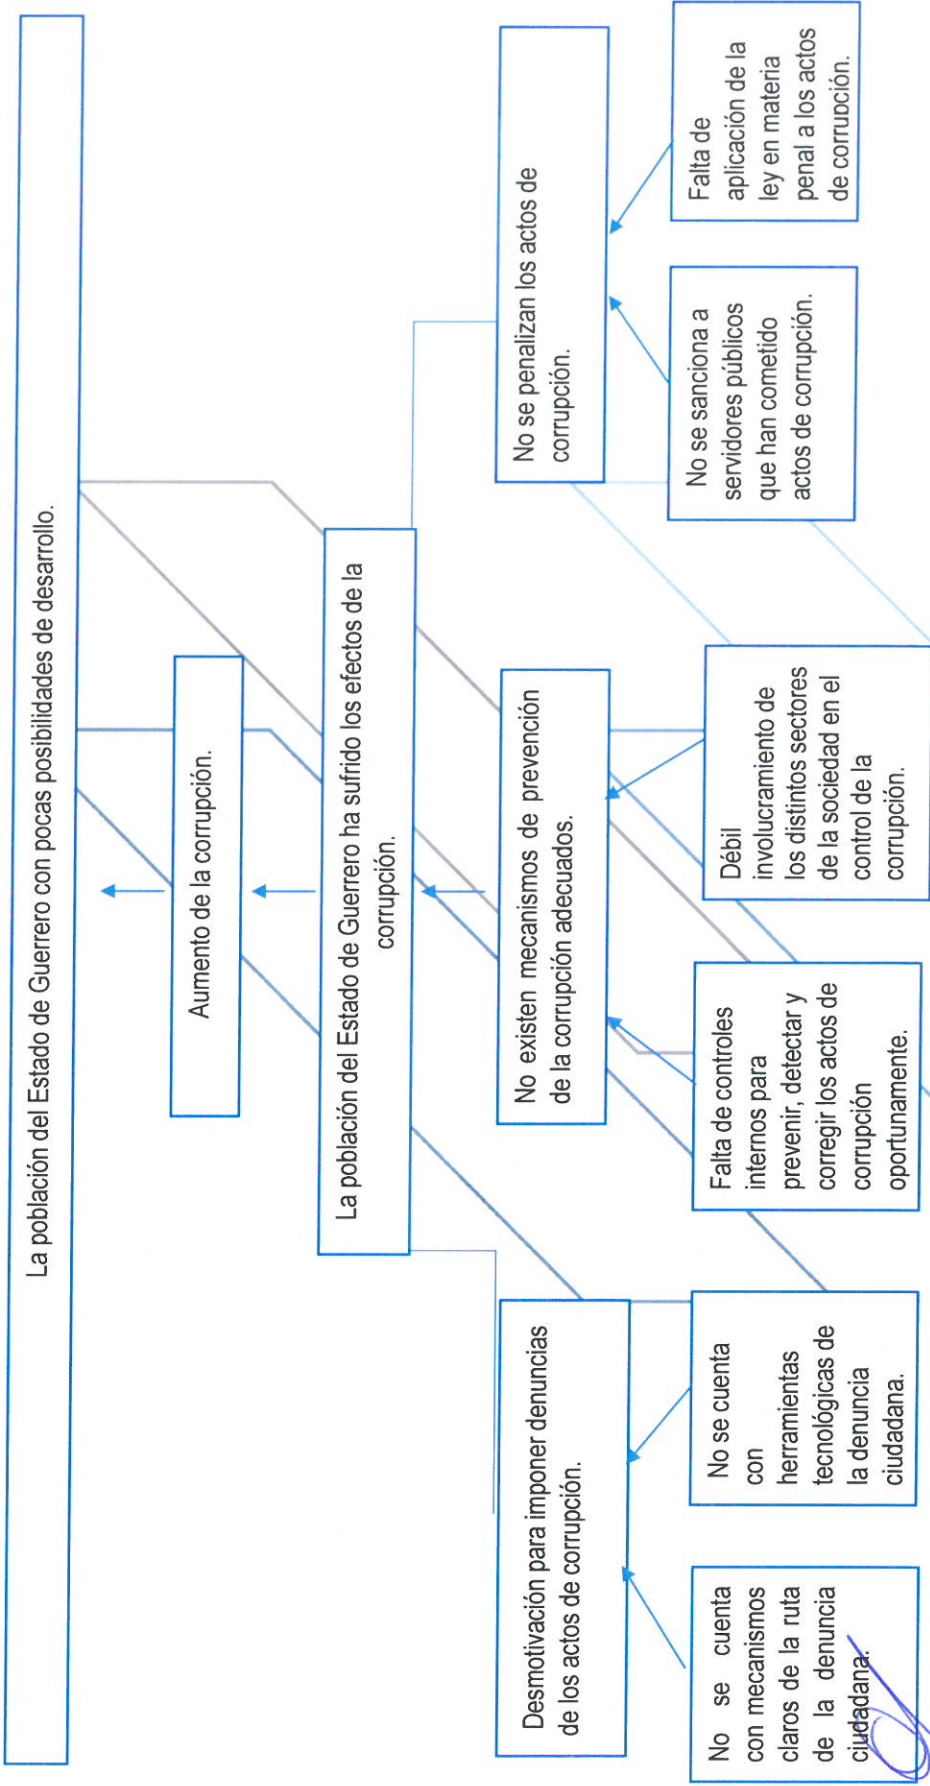 La población del Estado de Guerrero con pocas posibilidades de desarrollo.
Aumento de la corrupción.
La población del Estado de Guerrero ha sufrido los efectos de la
corrupción.
Desmotivación para imponer denuncias
de los actos de corrupción.
No existen mecanismos de prevención
de la corrupción adecuados.
No se penalizan los actos de
corrupción.
No se cuenta
con mecanismos
claros de la ruta
de la denuncia
ciudadana.
No se cuenta
con
herramientas
tecnológicas de
la denuncia
ciudadana.
Falta de controles
internos para
prevenir, detectar y
corregir los actos de
corrupción
oportunamente.
Débil
involucramiento de
los distintos sectores
de la sociedad en el
control de la
corrupción.
No se sanciona a
servidores públicos
que han cometido
actos de corrupción.
Falta de
aplicación de la
ley en materia
penal a los actos
de corrupción.